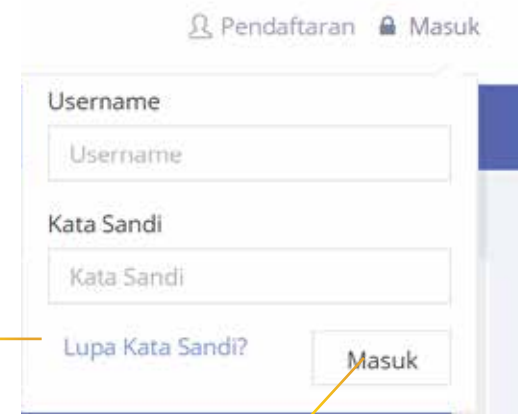 Pendaftaran Masuk
Username
Username
Kata Sandi
Kata Sandi
Lupa Kata Sandi? Masuk